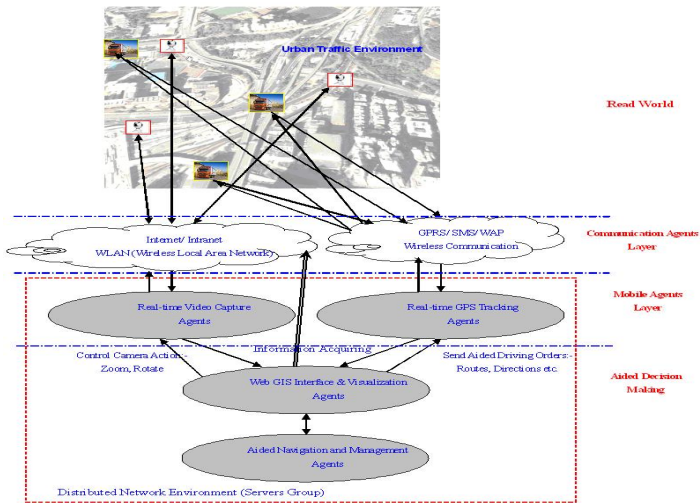 Urban Traffic Environment
Read World
Internet/ Intranet
WLAN(Wireless Local Area Network)
GPRS/ SMS/ WAP
Wireless Communication
Communication Agents
Layer
Real-time Video Capture
Agents
Real-time GPS Tracking
Agents
Mobile Agents
Layer
Control Camera Action:-
Zoom, Rotate
Information Acquiring
Send Aided Driving Orders:-
Routes, Directions etc.
Aided Decision
Making
Web GIS Interface & Visualization
Agents
Aided Navigation and Management
Agents
Distributed Network Environment (Servers Group)